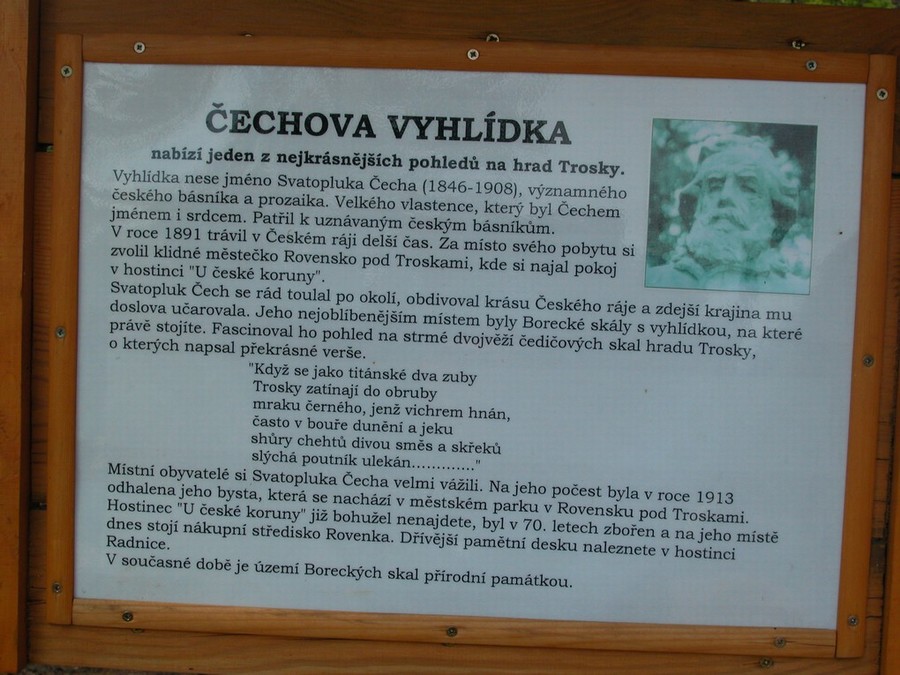 ČECHOVA VYHLÍDKA
nabízí jeden z nejkrásnějších pohledů na hrad Trosky.
Vyhlídka nese jméno Svatopluka Čecha (1846-1908), významného
českého básníka a prozaika. Velkého vlastence, který byl Čechem
jménem i srdcem. Patřil k uznávaným českým básníkům.
V roce 1891 trávil v Českém ráji delší čas. Za místo svého pobytu si
zvolil klidné městečko Rovensko pod Troskami, kde si najal pokoj
v hostinci "U české koruny".
Svatopluk Čech se rád toulal po okolí, obdivoval krásu Českého ráje a zdejší krajina mu
doslova učarovala. Jeho nejoblíbenějším místem byly Borecké skály s vyhlídkou, na které
právě stojíte. Fascinoval ho pohled na strmé dvojvěží čedičových skal hradu Trosky,
o kterých napsal překrásné verše.
"Když se jako titánské dva zuby
Trosky zatínají do obruby
mraku černého, jenž vichrem hnán,
často v bouře dunění a jeku
shůry chehtů divou směs a skřeků
slýchá poutník ulekán............."
Místní obyvatelé si Svatopluka Čecha velmi vážili. Na jeho počest byla v roce 1913
odhalena jeho bysta, která se nachází v městském parku v Rovensku pod Troskami.
Hostinec "U české koruny" již bohužel nenajdete, byl v 70. letech zbořen a na jeho místě
dnes stojí nákupní středisko Rovenka. Dřívější pamětní desku naleznete v hostinci
Radnice.
V současné době je území Boreckých skal přírodní památkou.